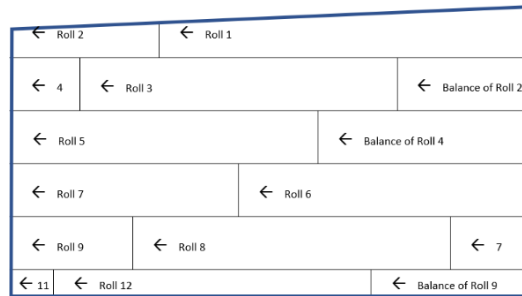 ← Roll 2 ← Roll 1
← 4 ← Roll 3 ← Balance of Roll 2
← Roll 5 ← Balance of Roll 4
← Roll 7 ← Roll 6
← Roll 9 ← Roll 8 ← 7
← 11 ← Roll 12 ← Balance of Roll 9